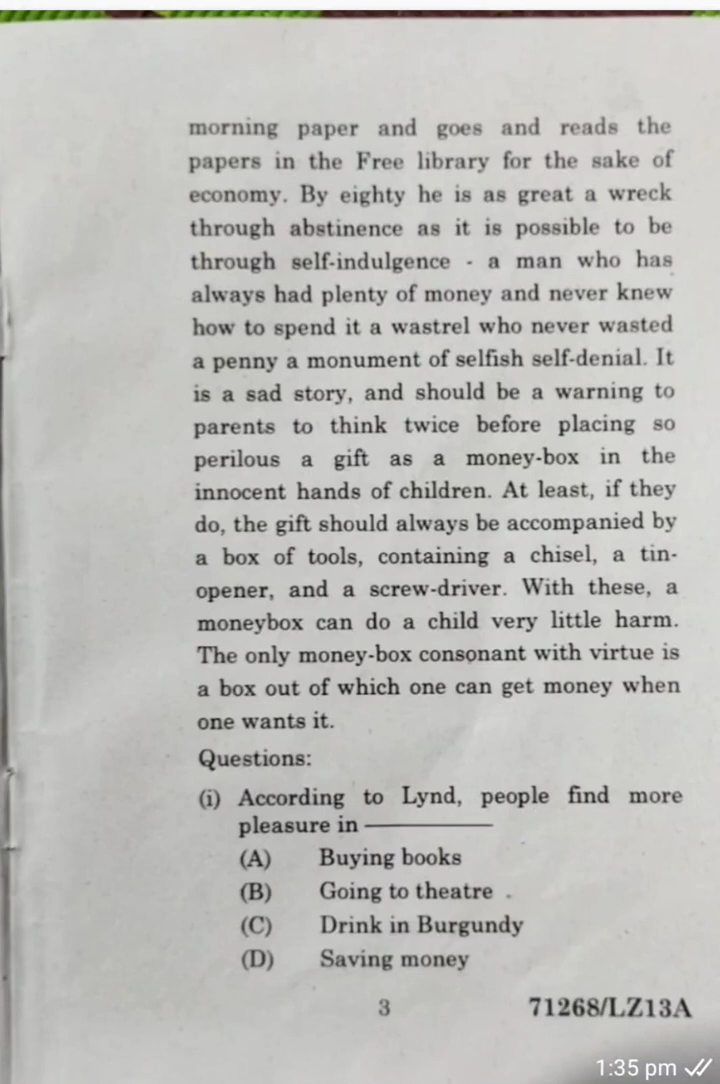 morning paper and goes and reads the
papers in the Free library for the sake of
economy. By eighty he is as great a wreck
through abstinence as it is possible to be
through self-indulgence - a man who has
always had plenty of money and never knew
how to spend it a wastrel who never wasted
a penny a monument of selfish self-denial. It
is a sad story, and should be a warning to
parents to think twice before placing so
perilous a gift as a money-box in the
innocent hands of children. At least, if they
do, the gift should always be accompanied by
a box of tools, containing a chisel, a tin-
opener, and a screw-driver. With these, a
moneybox can do a child very little harm.
The only money-box consonant with virtue is
a box out of which one can get money when
one wants it.
Questions:
(i) According to Lynd, people find more
pleasure in ————
(A) Buying books
(B) Going to theatre .
(C) Drink in Burgundy
(D) Saving money
3 71268/LZ13A
1:35 pm